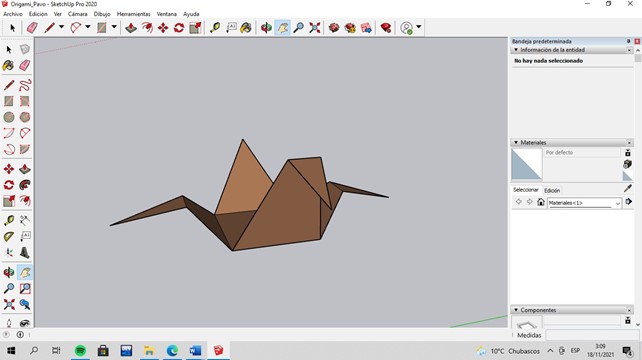 Origami_Pavo - SketchUp Pro 2020
Archivo Edición Ver Cámara Dibujo Herramientas Ventana Ayuda
Bandeja predeterminada
Información de la entidad
No hay nada seleccionado
Materiales
Por defecto
Seleccionar Edición
Materiales<1>
Componentes
Medidas
10°C Chubascos
ESP
3:09
18/11/2021